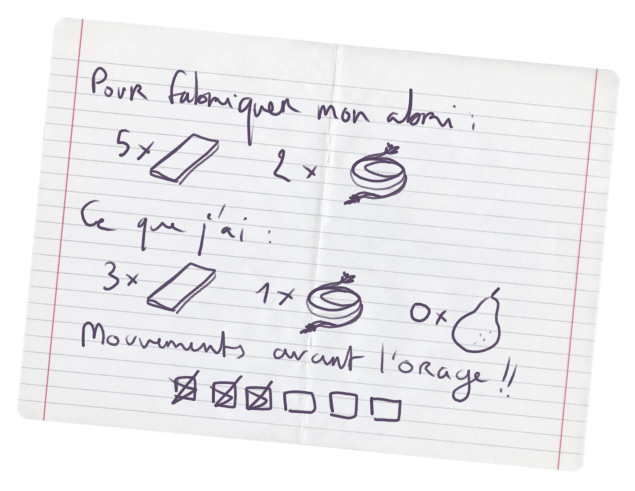 Pour fabriquer mon abri :
5x 2x
Ce que j'ai :
3x 1x 0x
Mouvements avant l'orage !!